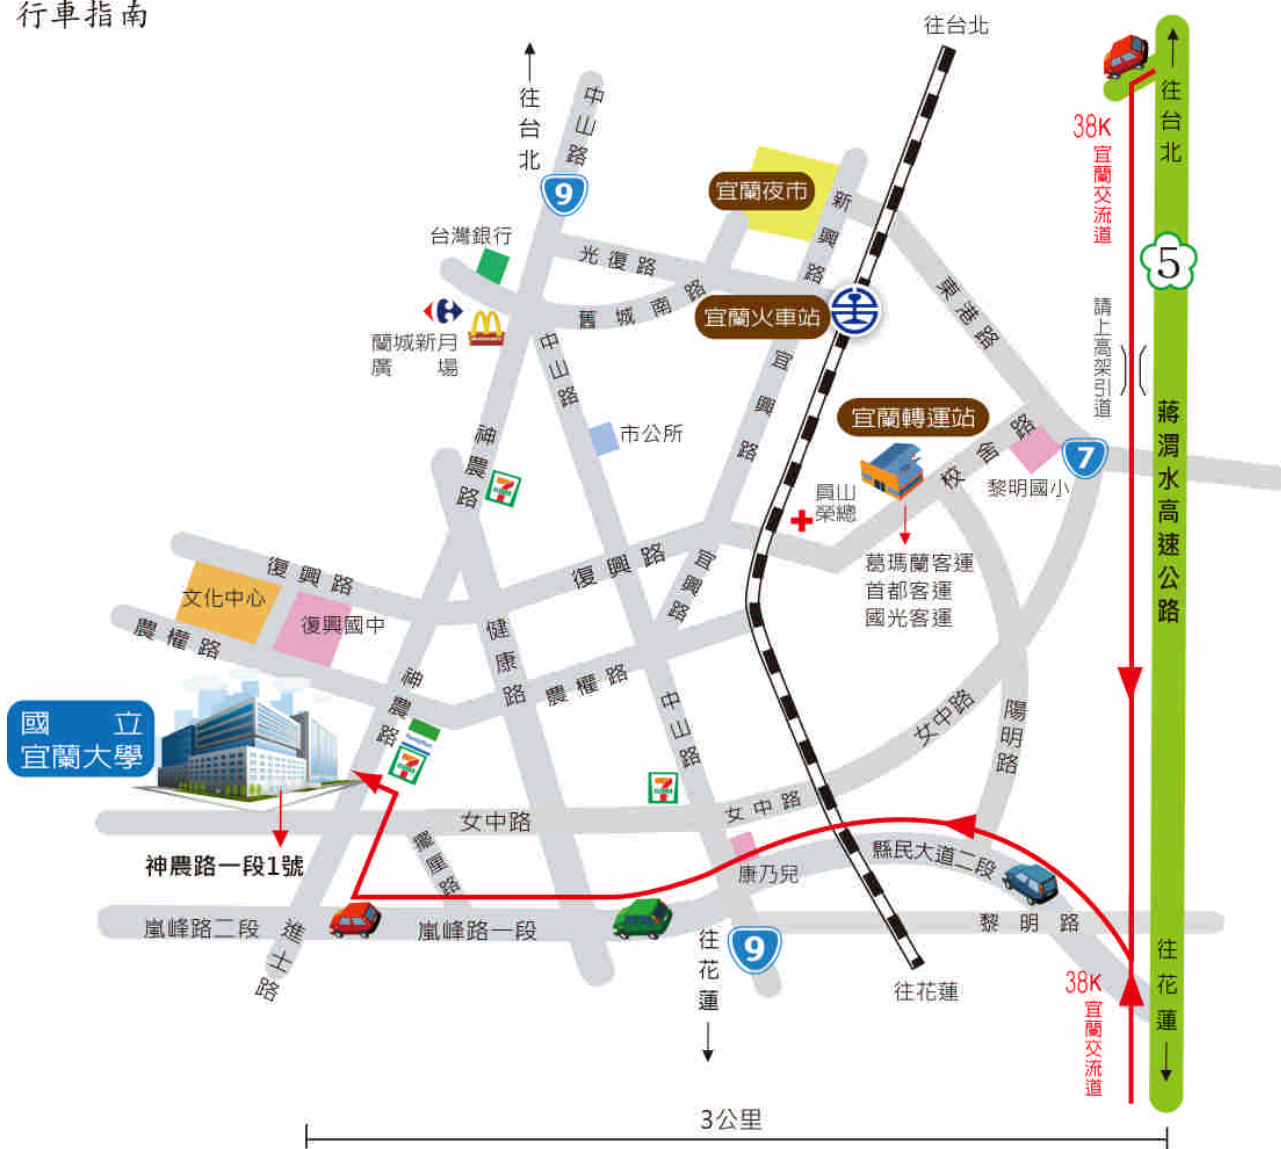 行車指南
往台北
往台北
中山路
9
38K
宜蘭交流道
往台北
宜蘭夜市
新興路
台灣銀行
光復路
5
東港路
舊城南路
宜蘭火車站
請上高架引道
蘭城新月
廣場
中山路
宜興路
蔣渭水高速公路
宜蘭轉運站
校舍路
市公所
神農路
7
7
黎明國小
員山
榮總
葛瑪蘭客運
首都客運
國光客運
復興路
復興路
宜興路
文化中心
復興國中
農權路
健康路
農權路
神農路
中山路
女中路
陽明路
國立
宜蘭大學
7
7
女中路
女中路
擺厘路
神農路一段1號
康乃兒
縣民大道二段
嵐峰路二段
進士路
嵐峰路一段
黎明路
往花蓮
9
往花蓮
往花蓮
38K
宜蘭交流道
3公里